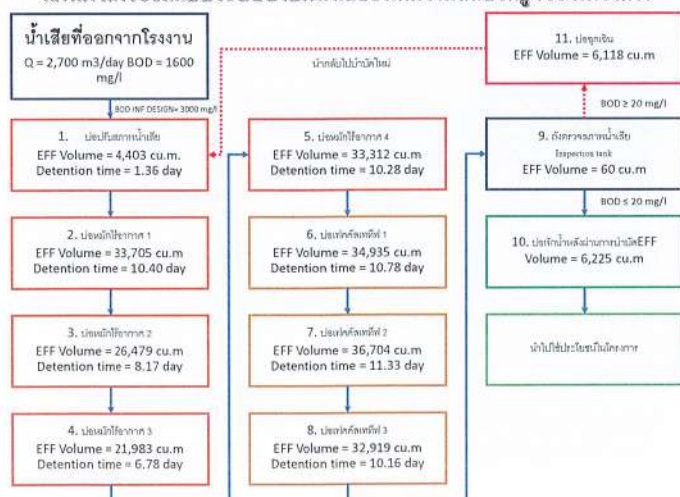 น้ำเสียที่ออกจากโรงงาน
Q = 2,700 m3/day BOD = 1600
mg/l
BOD INF DESIGN= 3000 mg/l
1. บ่อปรับสภาพน้ำเสีย
EFF Volume = 4,403 cu.m.
Detention time = 1.36 day
2. บ่อหมักไร้อากาศ 1
EFF Volume = 33,705 cu.m
Detention time = 10.40 day
3. บ่อหมักไร้อากาศ 2
EFF Volume = 26,479 cu.m
Detention time = 8.17 day
4. บ่อหมักไร้อากาศ 3
EFF Volume = 21,983 cu.m
Detention time = 6.78 day
นำกลับไปบำบัดใหม่
5. บ่อหมักไร้อากาศ 4
EFF Volume = 33,312 cu.m
Detention time = 10.28 day
6. บ่อแฟคคัลเททีฟ 1
EFF Volume = 34,935 cu.m
Detention time = 10.78 day
7. บ่อแฟคคัลเททีฟ 2
EFF Volume = 36,704 cu.m
Detention time = 11.33 day
8. บ่อแฟคคัลเททีฟ 3
EFF Volume = 32,919 cu.m
Detention time = 10.16 day
11. บ่อฉุกเฉิน
EFF Volume = 6,118 cu.m
BOD ≥ 20 mg/l
9. ถังตรวจสภาพน้ำเสีย
Inspection tank
EFF Volume = 60 cu.m
BOD ≤ 20 mg/l
10. บ่อพักน้ำหลังผ่านการบำบัดEFF
Volume = 6,225 cu.m
นำไปใช้ประโยชน์ในโครงการ